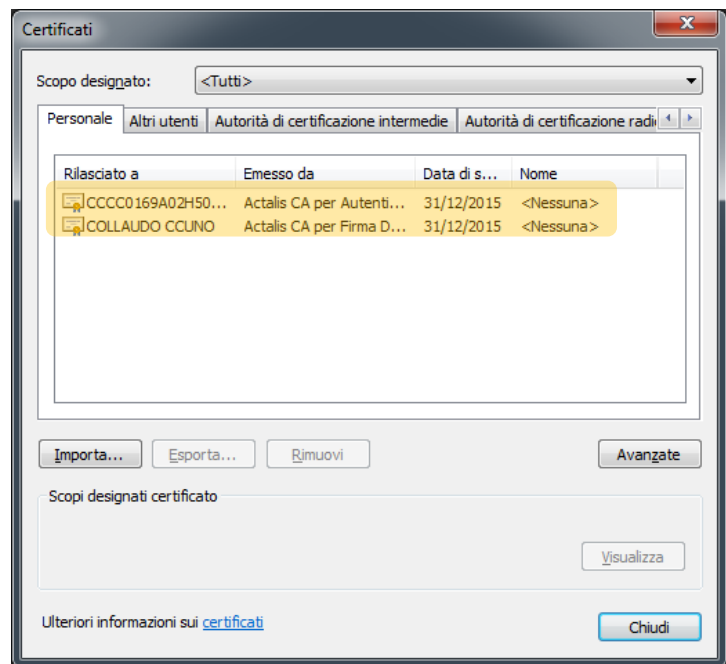 Certificati
Scopo designato: <Tutti>
Personale Altri utenti Autorità di certificazione intermedie Autorità di certificazione radi
Rilasciato a Emesso da Data di s... Nome
CCCC0169A02H50... Actalis CA per Autenti... 31/12/2015 <Nessuna>
COLLAUDO CCUNO Actalis CA per Firma D... 31/12/2015 <Nessuna>
Importa... Esporta... Rimuovi Avanzate
Scopi designati certificato
Visualizza
Ulteriori informazioni sui certificati
Chiudi